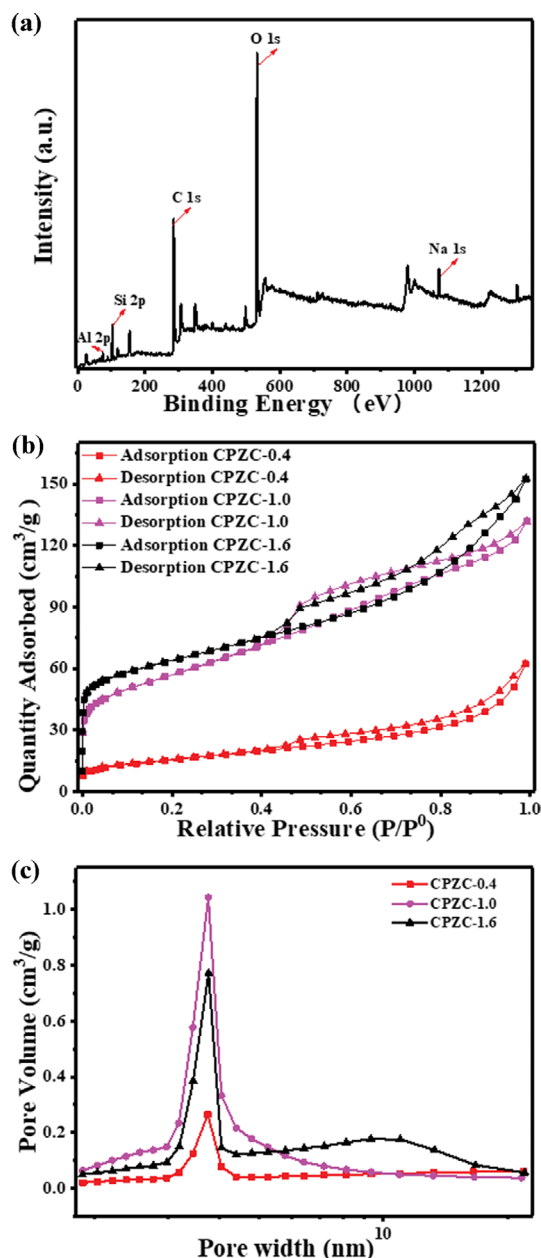 (a)
Intensity (a.u.)
O 1s
C 1s
Na 1s
Si 2p
Al 2p
0 200 400 600 800 1000 1200
Binding Energy (eV)
(b)
Quantity Adsorbed (cm³/g)
150
120
90
60
30
0
Adsorption CPZC-0.4
Desorption CPZC-0.4
Adsorption CPZC-1.0
Desorption CPZC-1.0
Adsorption CPZC-1.6
Desorption CPZC-1.6
0.0 0.2 0.4 0.6 0.8 1.0
Relative Pressure (P/P⁰)
(c)
Pore Volume (cm³/g)
1.0
0.8
0.6
0.4
0.2
0.0
CPZC-0.4
CPZC-1.0
CPZC-1.6
10
Pore width (nm)